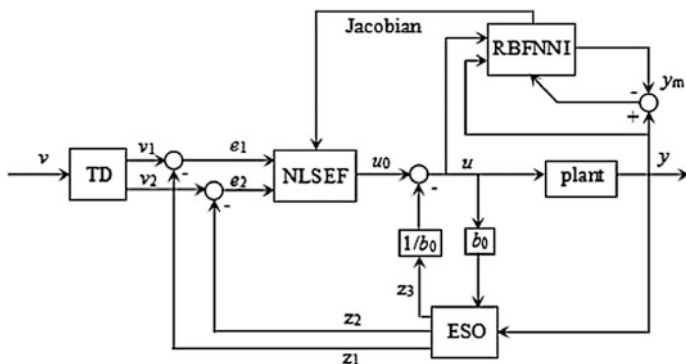 Jacobian
RBFNNI
-
ym
+
v
TD
v1
v2
-
-
e1
e2
NLSEF
u0
-
u
plant
y
1/b0
b0
z3
z2
z1
ESO